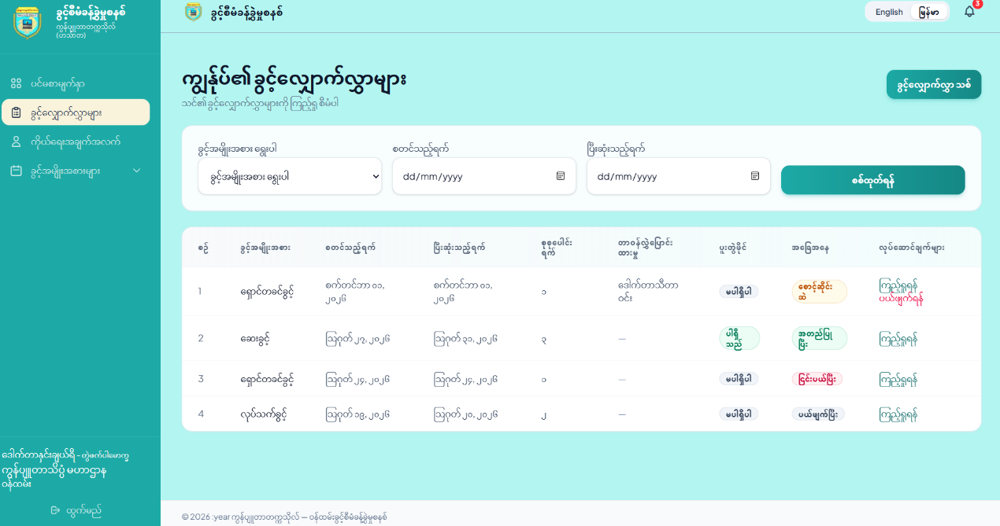 ခွင့်စီမံခန့်ခွဲမှုစနစ်
ကွန်ပျူတာတက္ကသိုလ်
(ဟင်္သာတ)
ပင်မစာမျက်နှာ
ခွင့်လျှောက်လွှာများ
ကိုယ်ရေးအချက်အလက်
ခွင့်အမျိုးအစားများ
ဒေါက်တာနှင်းချယ်ရီ – တွဲဖက်ပါမောက္ခ
ကွန်ပျူတာသိပ္ပံ မဟာဌာန
ဝန်ထမ်း
ထွက်မည်
ခွင့်စီမံခန့်ခွဲမှုစနစ်
English
မြန်မာ
3
ကျွန်ုပ်၏ ခွင့်လျှောက်လွှာများ
သင်၏ ခွင့်လျှောက်လွှာများကို ကြည့်ရှု စီမံပါ
ခွင့်လျှောက်လွှာ သစ်
ခွင့်အမျိုးအစား ရွေးပါ
စတင်သည့်ရက်
ပြီးဆုံးသည့်ရက်
ခွင့်အမျိုးအစား ရွေးပါ
dd/mm/yyyy
dd/mm/yyyy
စစ်ထုတ်ရန်
စဉ်
ခွင့်အမျိုးအစား
စတင်သည့်ရက်
ပြီးဆုံးသည့်ရက်
စုစုပေါင်း
ရက်
တာဝန်လွှဲပြောင်း
ထားမှု
ပူးတွဲဖိုင်
အခြေအနေ
လုပ်ဆောင်ချက်များ
1
ရှောင်တခင်ခွင့်
စက်တင်ဘာ ၀၁,
၂၀၂၆
စက်တင်ဘာ ၀၁,
၂၀၂၆
၁
ဒေါက်တာသီတာ
ဝင်း
မပါရှိပါ
စောင့်ဆိုင်း
ဆဲ
ကြည့်ရှုရန်
ပယ်ဖျက်ရန်
2
ဆေးခွင့်
ဩဂုတ် ၂၇, ၂၀၂၆
ဩဂုတ် ၃၁, ၂၀၂၆
၃
—
ပါရှိ
သည်
အတည်ပြု
ပြီး
ကြည့်ရှုရန်
3
ရှောင်တခင်ခွင့်
ဩဂုတ် ၂၄, ၂၀၂၆
ဩဂုတ် ၂၄, ၂၀၂၆
၁
—
မပါရှိပါ
ငြင်းပယ်ပြီး
ကြည့်ရှုရန်
4
လုပ်သက်ခွင့်
ဩဂုတ် ၁၉, ၂၀၂၆
ဩဂုတ် ၂၀, ၂၀၂၆
၂
—
မပါရှိပါ
ပယ်ဖျက်ပြီး
ကြည့်ရှုရန်
© 2026 :year ကွန်ပျူတာတက္ကသိုလ် — ဝန်ထမ်းခွင့်စီမံခန့်ခွဲမှုစနစ်